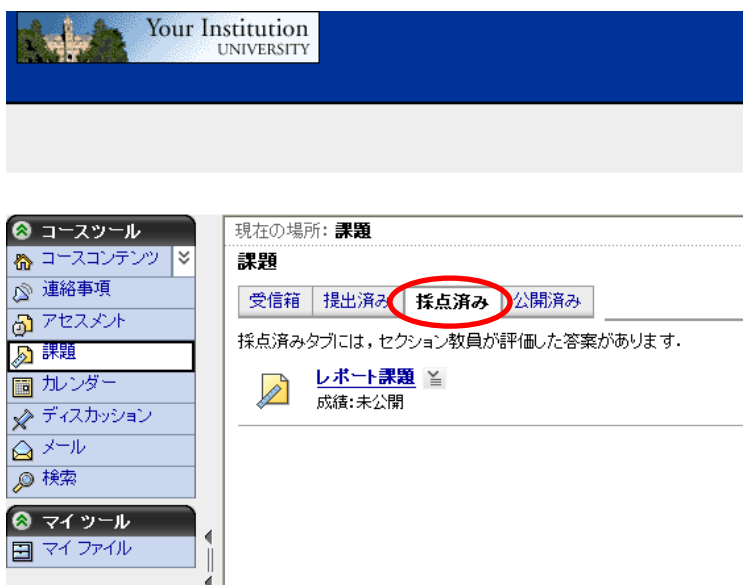 Your Institution
UNIVERSITY
コースツール
コースコンテンツ
連絡事項
アセスメント
課題
カレンダー
ディスカッション
メール
検索
マイ ツール
マイ ファイル
現在の場所: 課題
課題
受信箱 提出済み 採点済み 公開済み
採点済みタブには，セクション教員が評価した答案があります．
レポート課題
成績:未公開